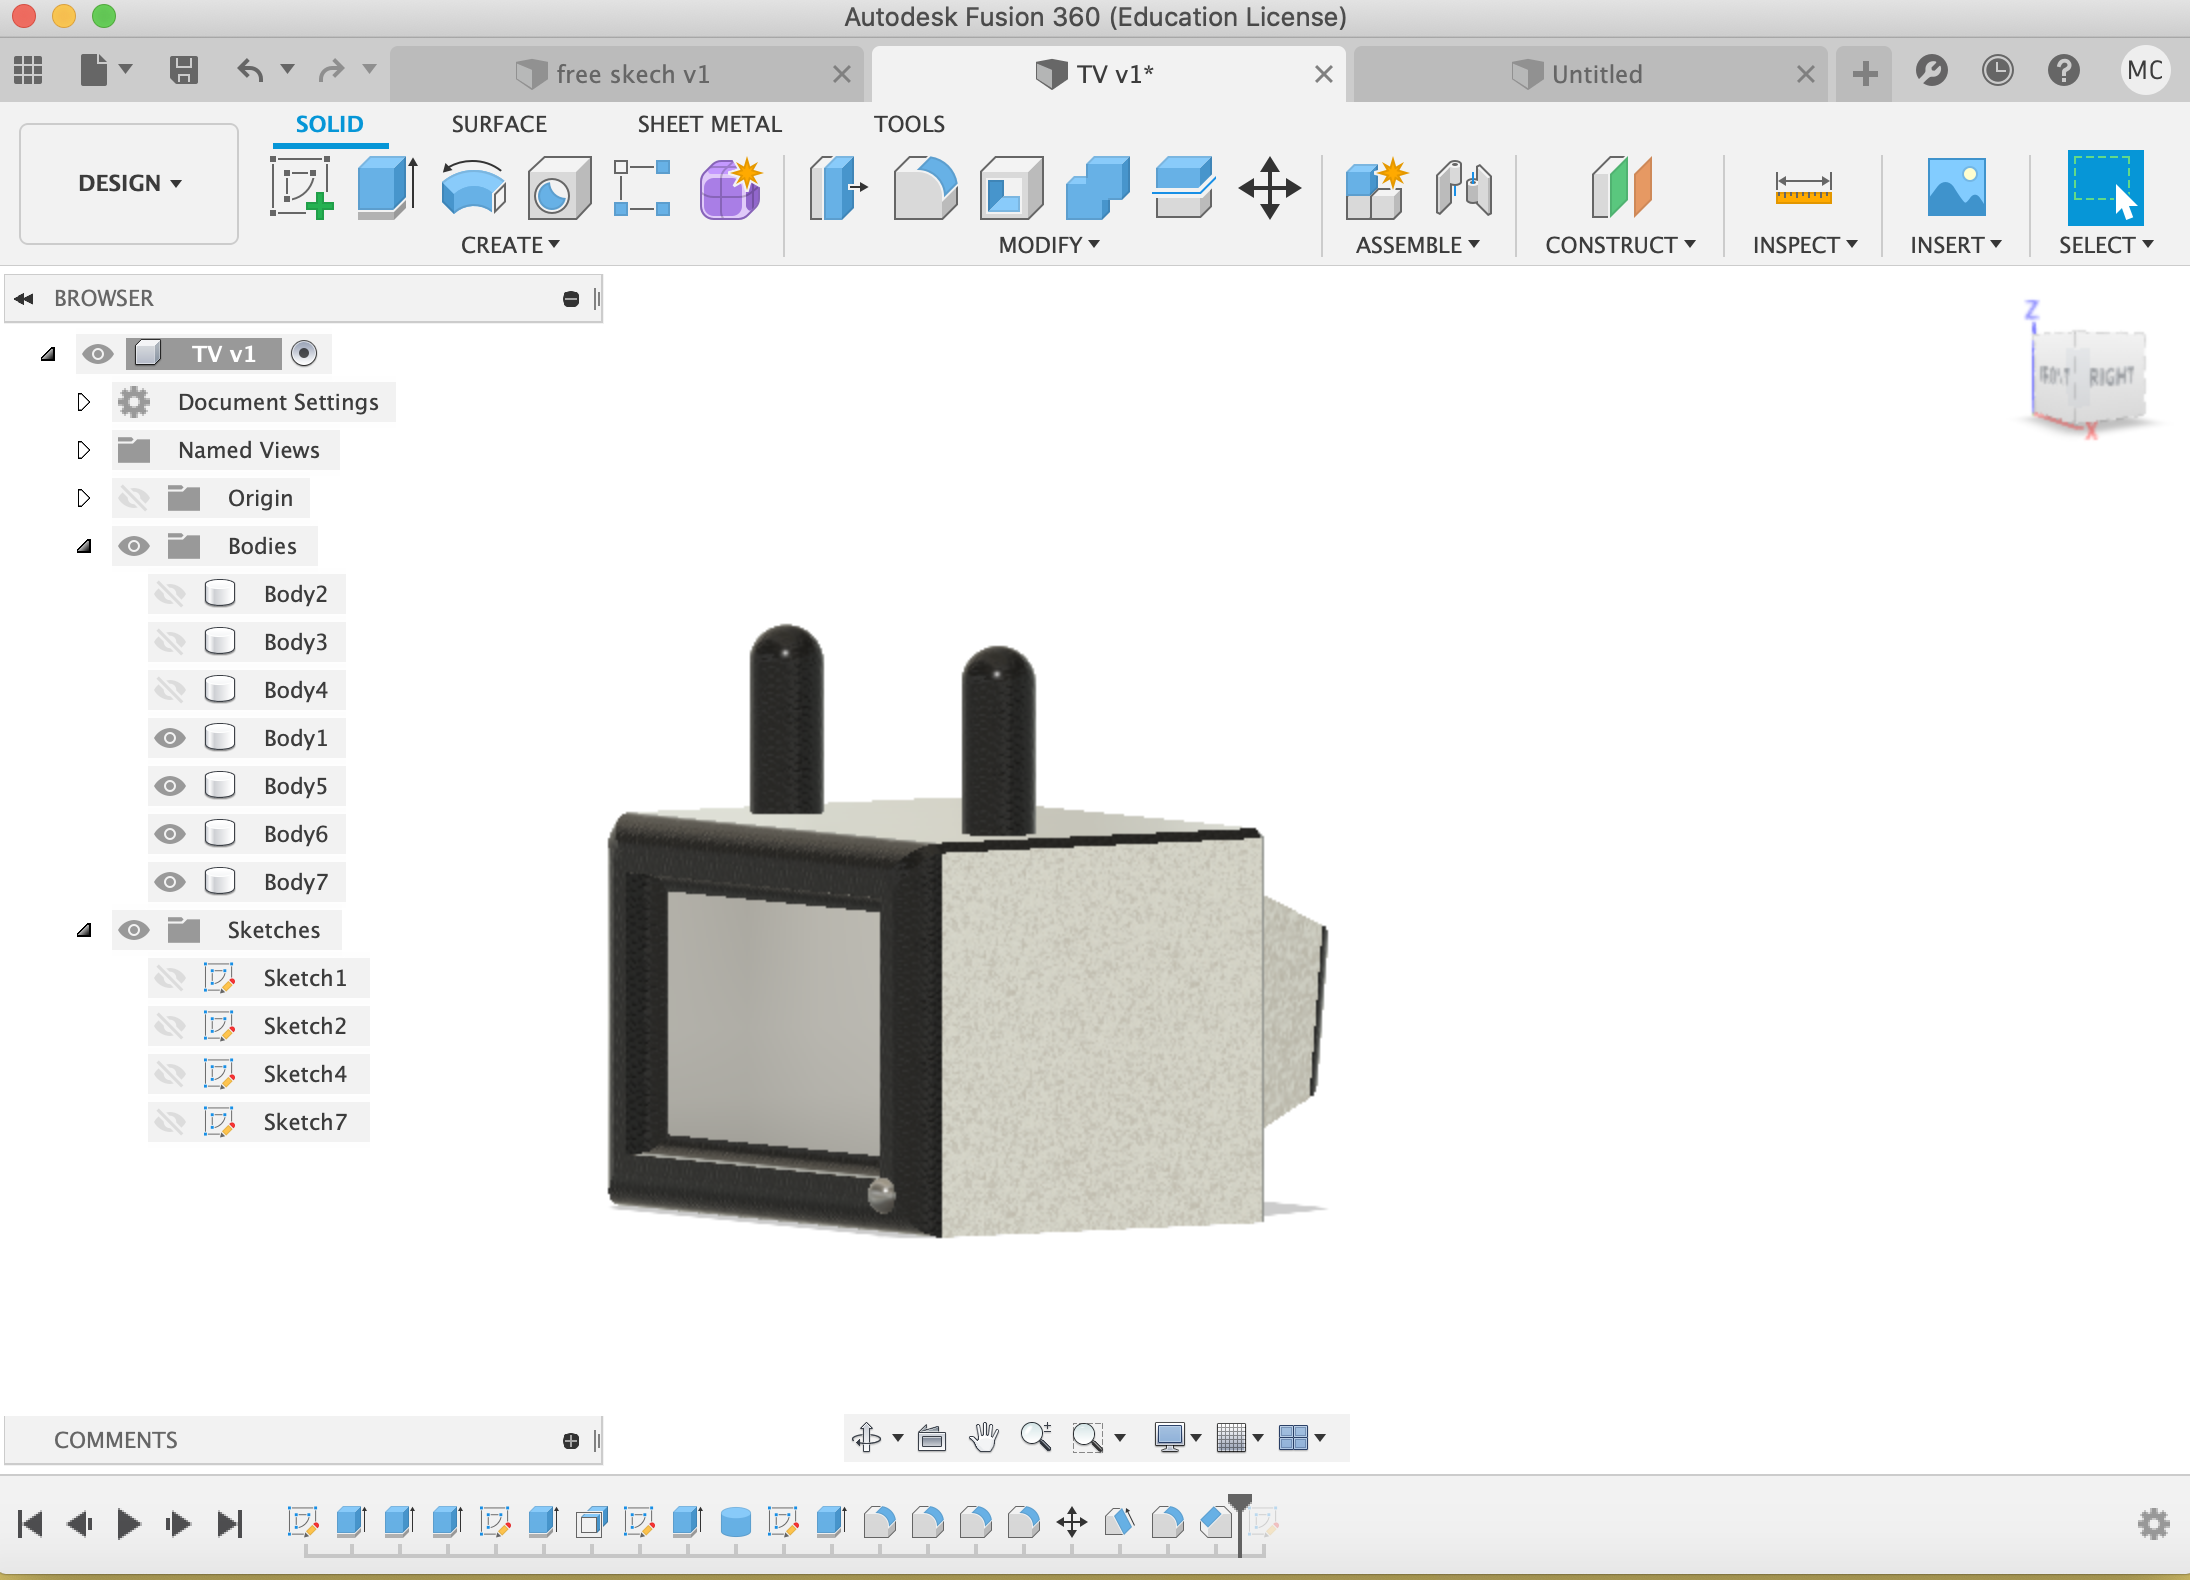 Autodesk Fusion 360 (Education License)
free skech v1
TV v1*
Untitled
MC
DESIGN
SOLID
SURFACE
SHEET METAL
TOOLS
CREATE
MODIFY
ASSEMBLE
CONSTRUCT
INSPECT
INSERT
SELECT
BROWSER
TV v1
Document Settings
Named Views
Origin
Bodies
Body2
Body3
Body4
Body1
Body5
Body6
Body7
Sketches
Sketch1
Sketch2
Sketch4
Sketch7
Z
FRONT
RIGHT
X
COMMENTS